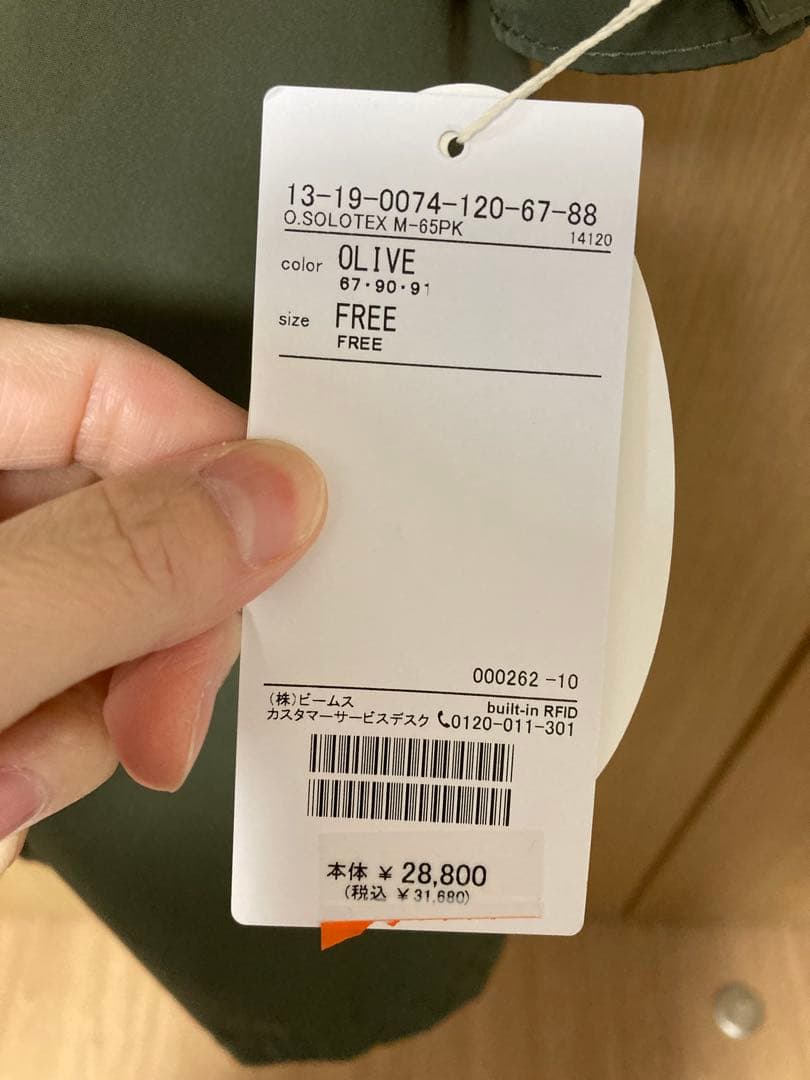 13-19-0074-120-67-88
O.SOLOTEX M-65PK
14120
color OLIVE
67・90・91
size FREE
FREE
000262 -10
(株)ビームス
built-in RFID
カスタマーサービスデスク 📞0120-011-301
本体 ¥ 28,800
(税込 ¥ 31,680)